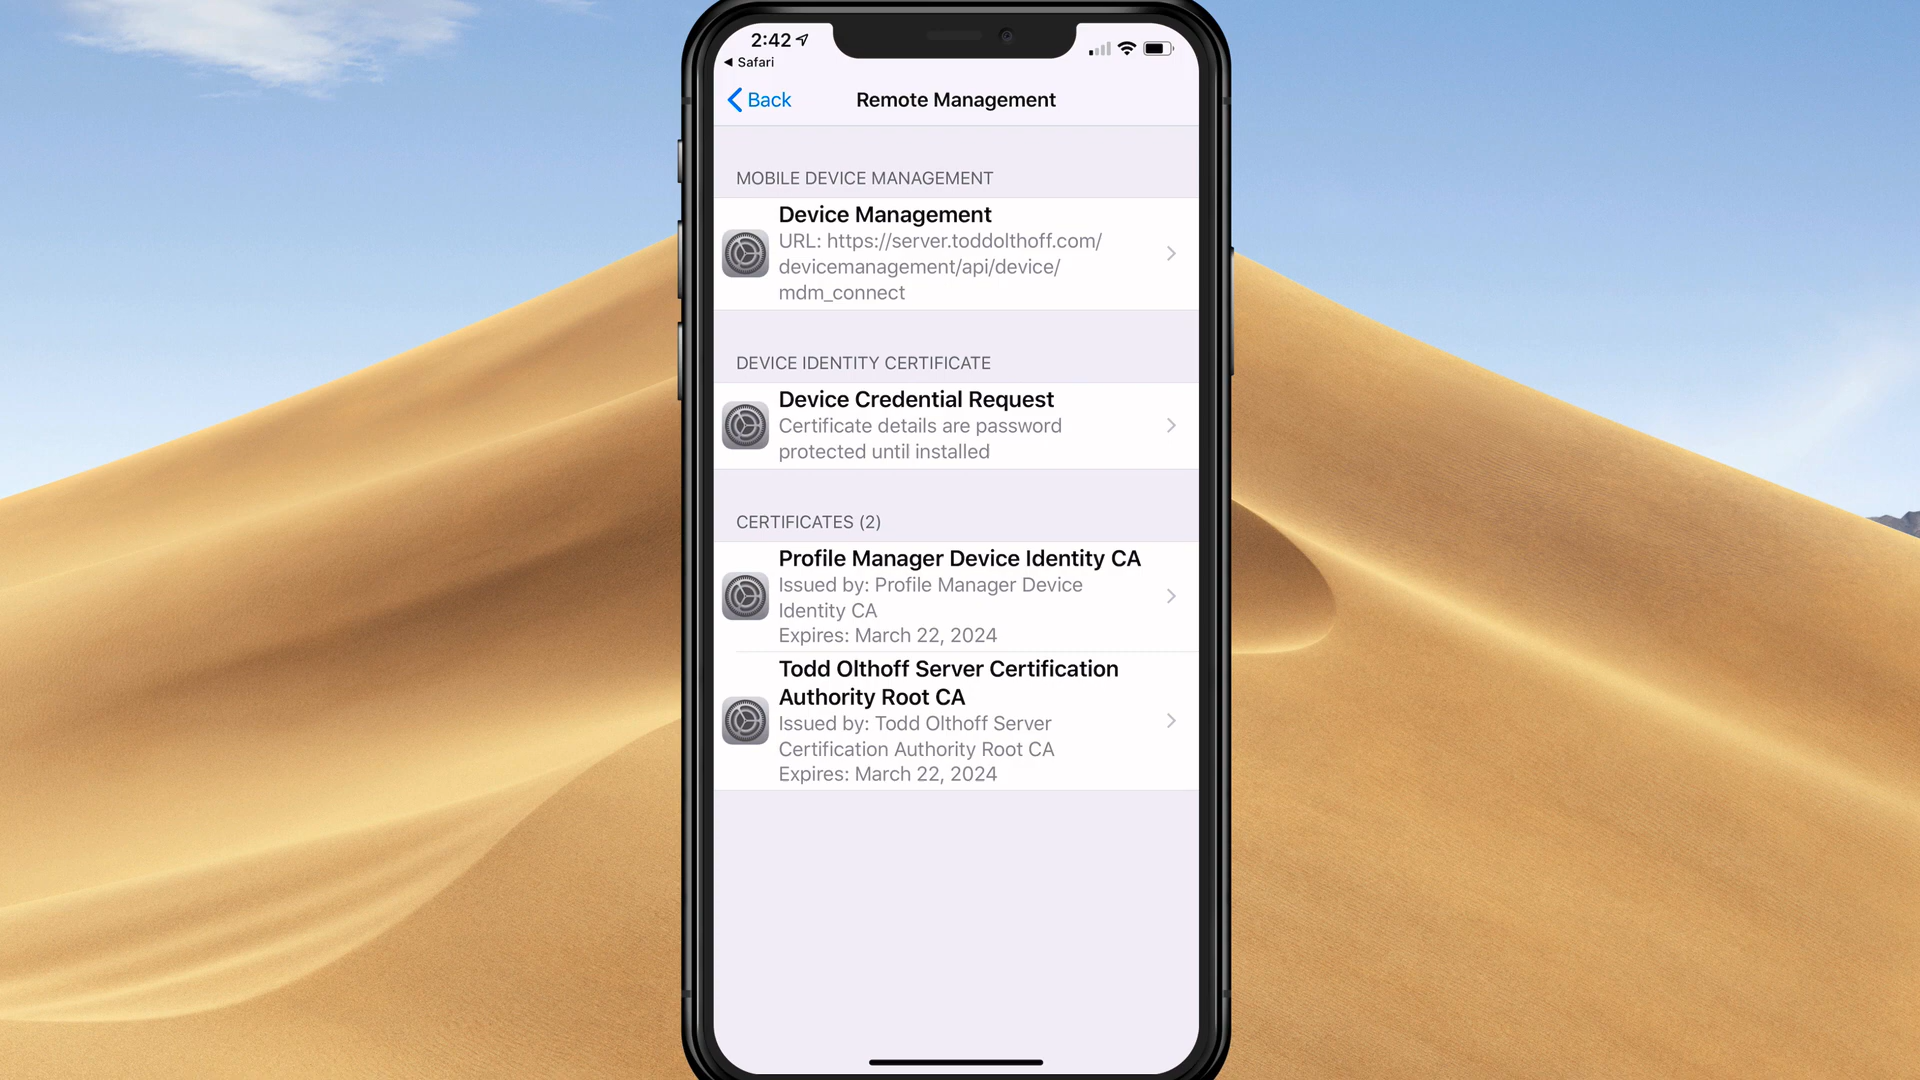 2:42
◀ Safari
Back
Remote Management
MOBILE DEVICE MANAGEMENT
Device Management
URL: https://server.toddolthoff.com/
devicemanagement/api/device/
mdm_connect
DEVICE IDENTITY CERTIFICATE
Device Credential Request
Certificate details are password
protected until installed
CERTIFICATES (2)
Profile Manager Device Identity CA
Issued by: Profile Manager Device
Identity CA
Expires: March 22, 2024
Todd Olthoff Server Certification
Authority Root CA
Issued by: Todd Olthoff Server
Certification Authority Root CA
Expires: March 22, 2024